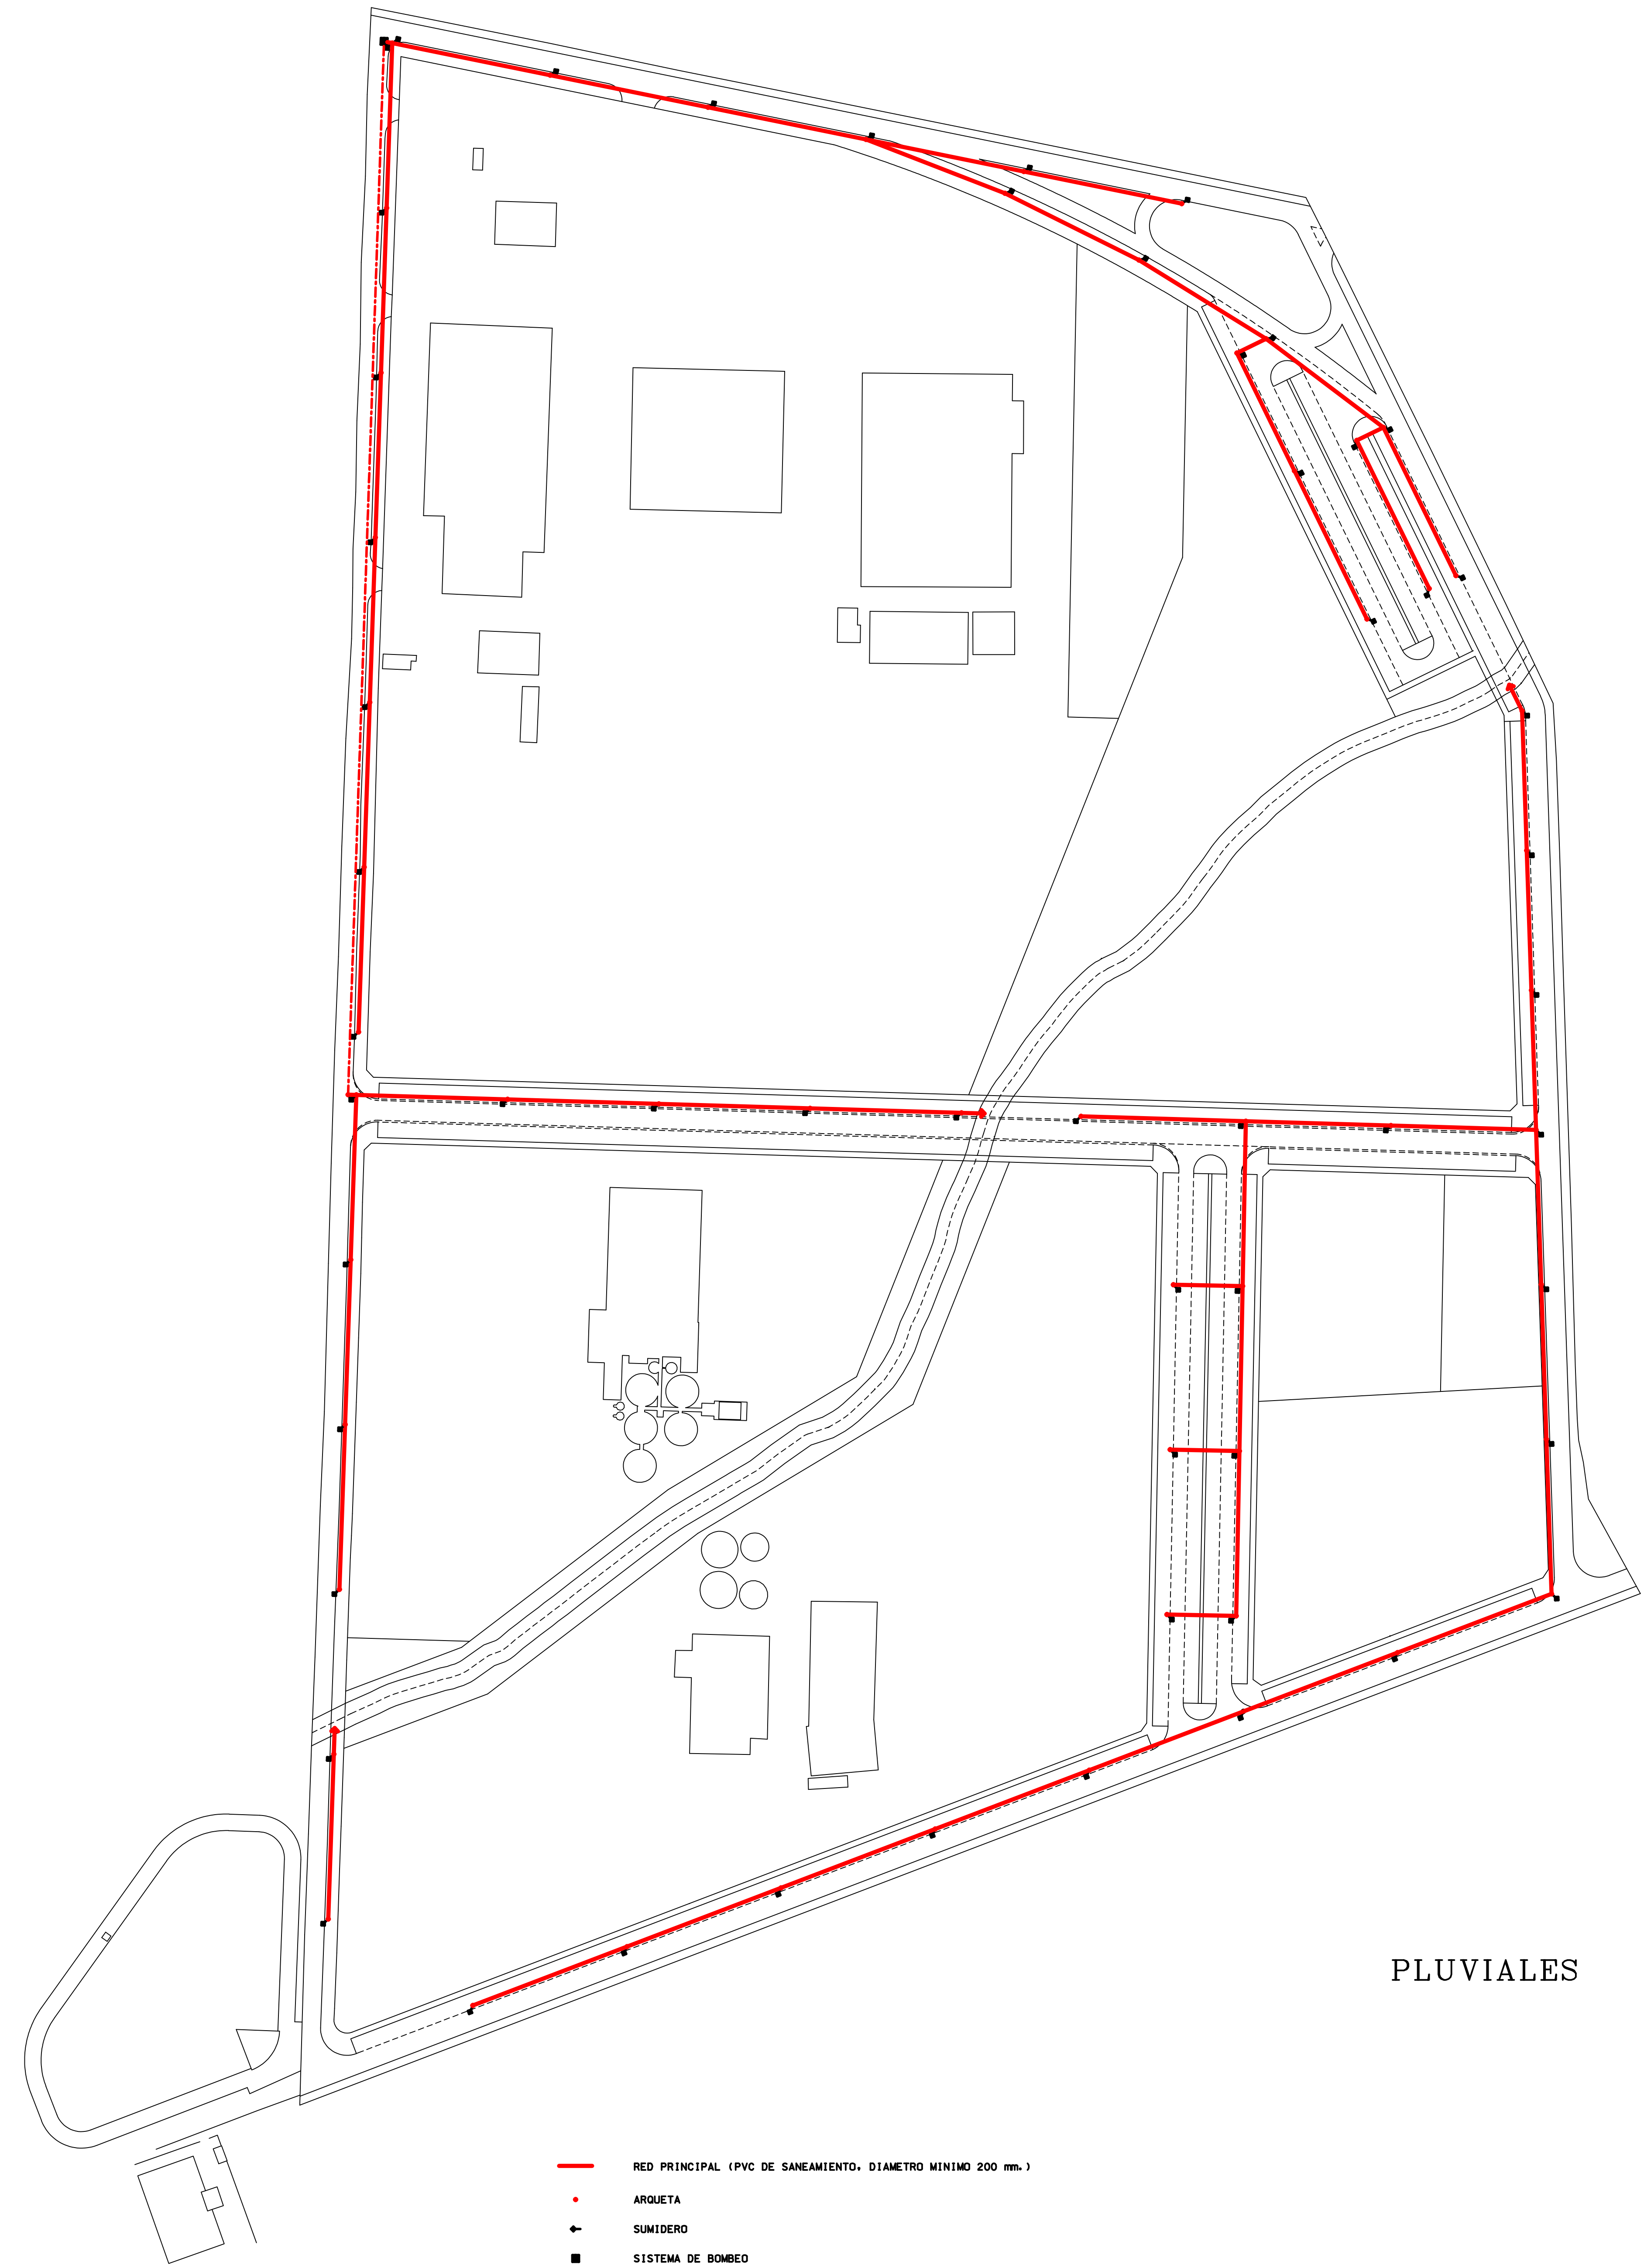 PLUVIALES
RED PRINCIPAL (PVC DE SANEAMIENTO, DIAMETRO MINIMO 200 mm.)
ARQUETA
SUMIDERO
SISTEMA DE BOMBEO